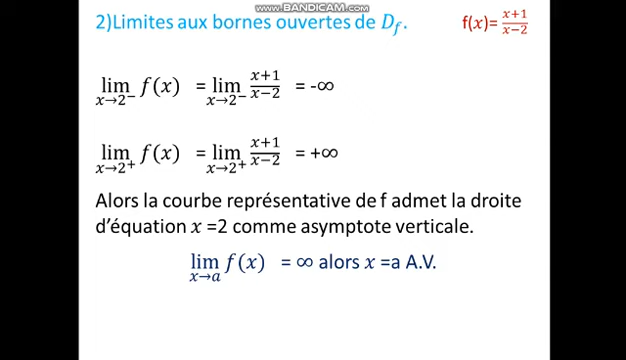 www.BANDICAM.com
2)Limites aux bornes ouvertes de D_f. f(x)= (x+1)/(x−2)
lim_{x→2⁻} f(x) = lim_{x→2⁻} (x+1)/(x−2) = -∞
lim_{x→2⁺} f(x) = lim_{x→2⁺} (x+1)/(x−2) = +∞
Alors la courbe représentative de f admet la droite
d'équation x =2 comme asymptote verticale.
lim_{x→a} f(x) = ∞ alors x =a A.V.